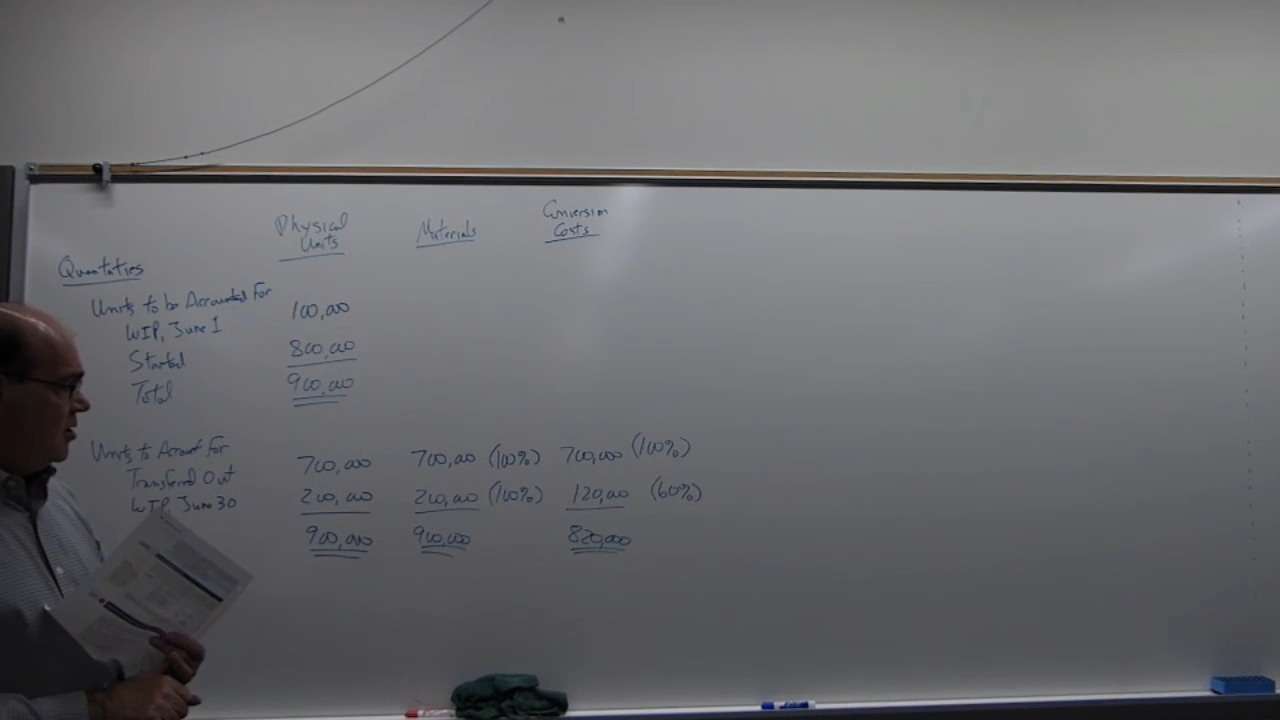 Physical Units Materials Conversion Costs
Quantaties
Units to be Accounted For
WIP, June 1 100,000
Started 800,000
Total 900,000
Units to Account For
Transferred Out 700,000 700,000 (100%) 700,000 (100%)
WIP June 30 200,000 200,000 (100%) 120,000 (60%)
900,000 900,000 820,000